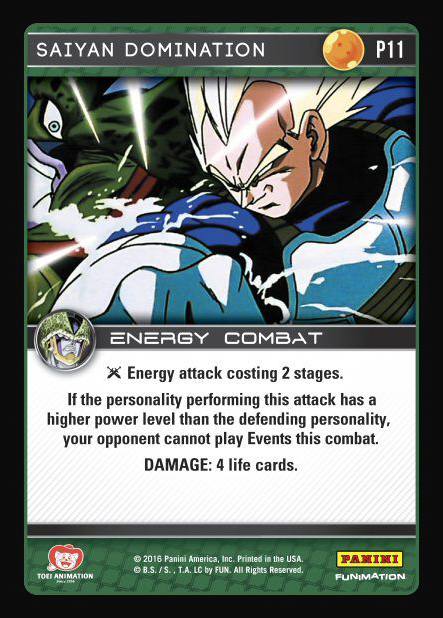 SAIYAN DOMINATION P11
ENERGY COMBAT
Energy attack costing 2 stages.
If the personality performing this attack has a
higher power level than the defending personality,
your opponent cannot play Events this combat.
DAMAGE: 4 life cards.
TOEI ANIMATION
Since 1956
© 2016 Panini America, Inc. Printed in the USA.
© B.S. / S. , T.A. LC by FUN. All Rights Reserved.
PANINI
FUNIMATION